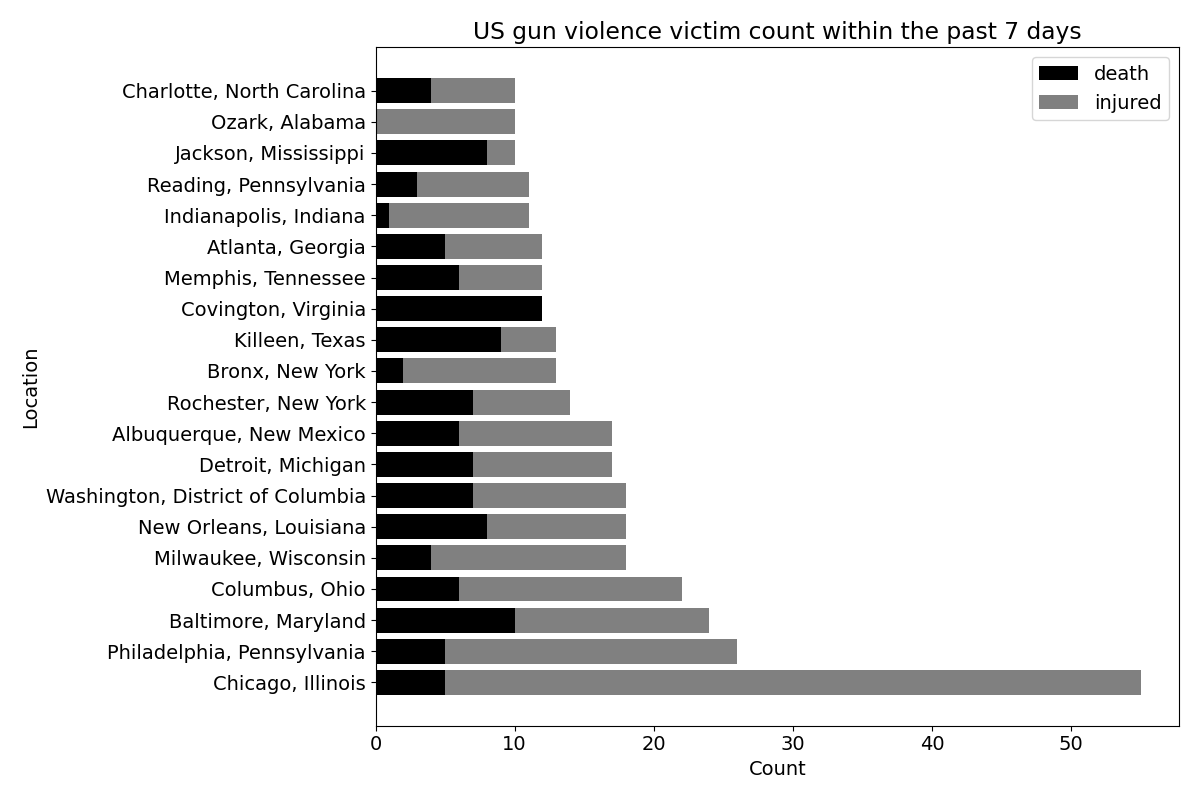 US gun violence victim count within the past 7 days
death
injured
Charlotte, North Carolina
Ozark, Alabama
Jackson, Mississippi
Reading, Pennsylvania
Indianapolis, Indiana
Atlanta, Georgia
Memphis, Tennessee
Covington, Virginia
Killeen, Texas
Bronx, New York
Rochester, New York
Albuquerque, New Mexico
Detroit, Michigan
Washington, District of Columbia
New Orleans, Louisiana
Milwaukee, Wisconsin
Columbus, Ohio
Baltimore, Maryland
Philadelphia, Pennsylvania
Chicago, Illinois
Location
0 10 20 30 40 50
Count